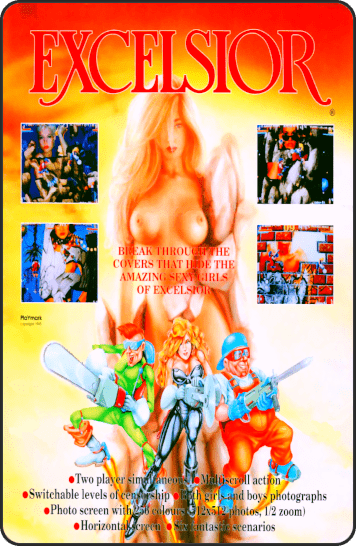 EXCELSIOR
®
BREAK THROUGH THE
COVERS THAT HIDE THE
AMAZING SEXY GIRLS
OF EXCELSIOR
PlaYmark
●Two player simultaneous ●Multiscroll action
●Switchable levels of censorship ●Both girls and boys photographs
●Photo screen with 256 colours (512x512 photos, 1/2 zoom)
●Horizontal screen ●Sexyfantastic scenarios